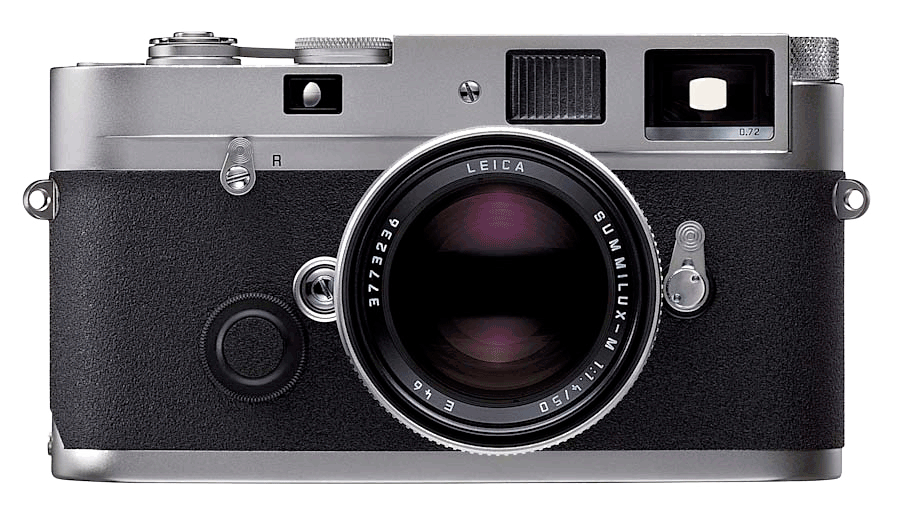 R
0.72
LEICA
SUMMILUX-M 1:1.4/50
E 46
3773236